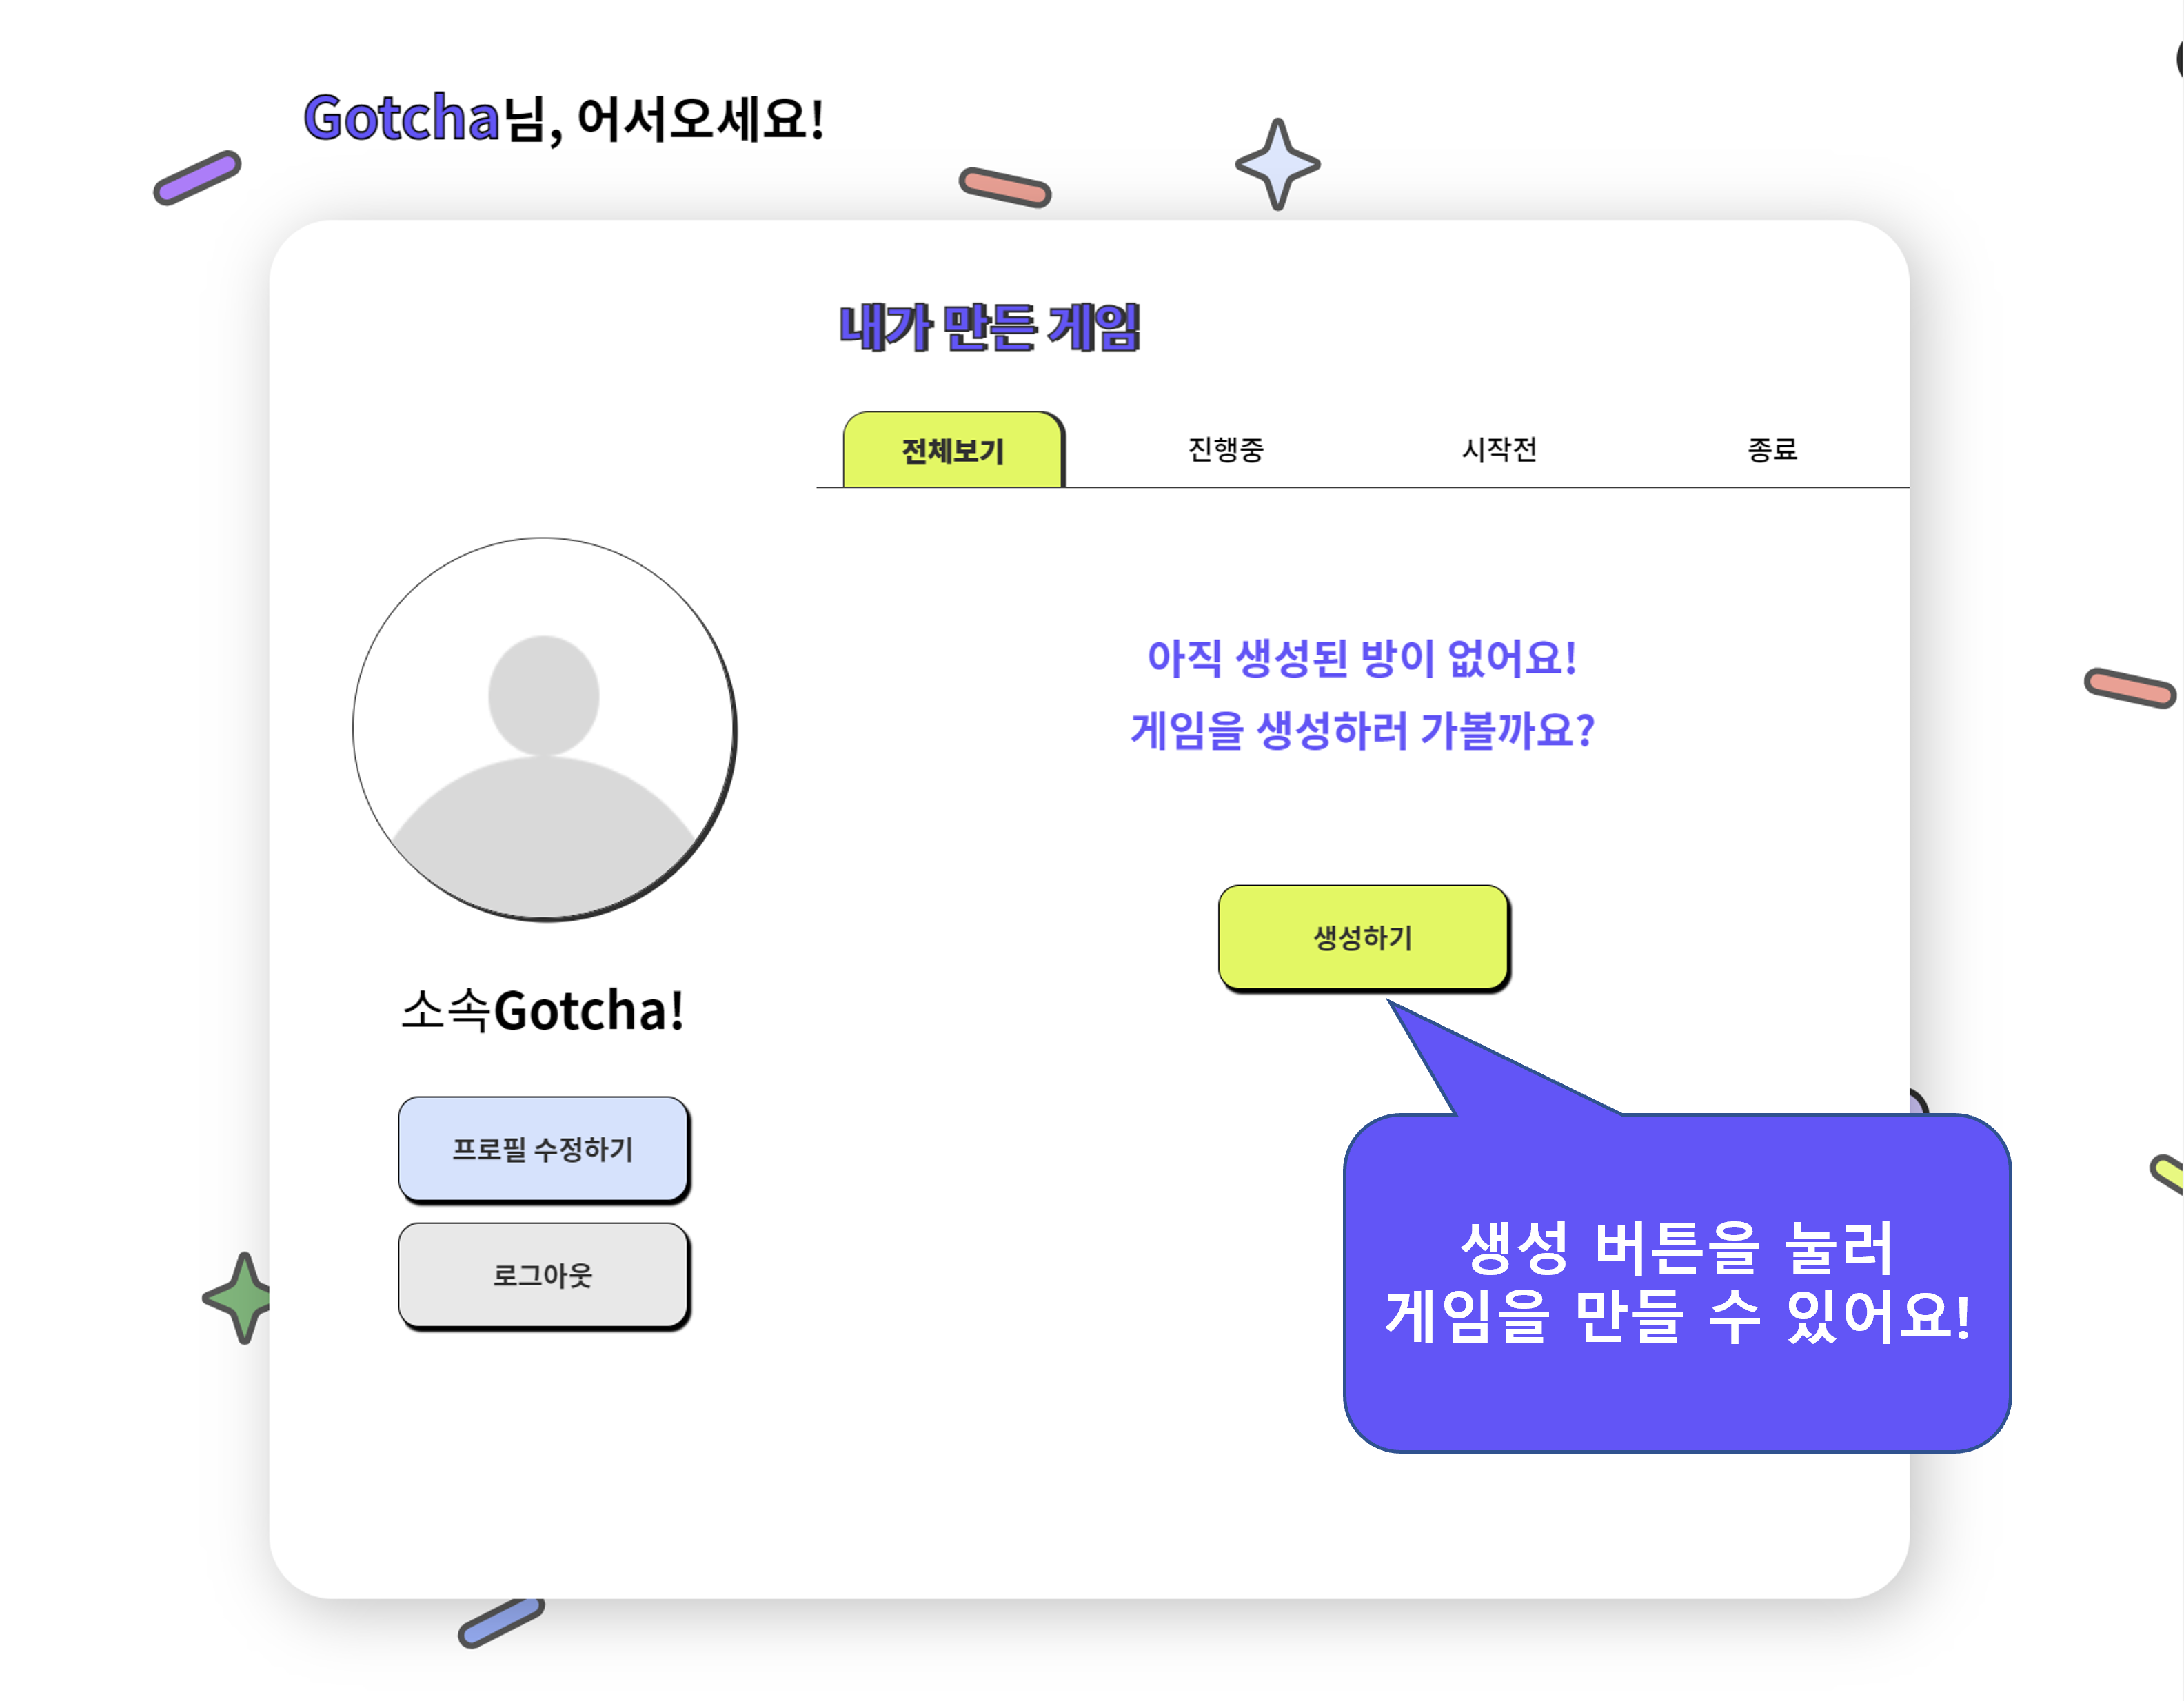 Gotcha님, 어서오세요!
내가 만든 게임
전체보기 진행중 시작전 종료
아직 생성된 방이 없어요!
게임을 생성하러 가볼까요?
생성하기
소속Gotcha!
프로필 수정하기
로그아웃
생성 버튼을 눌러
게임을 만들 수 있어요!